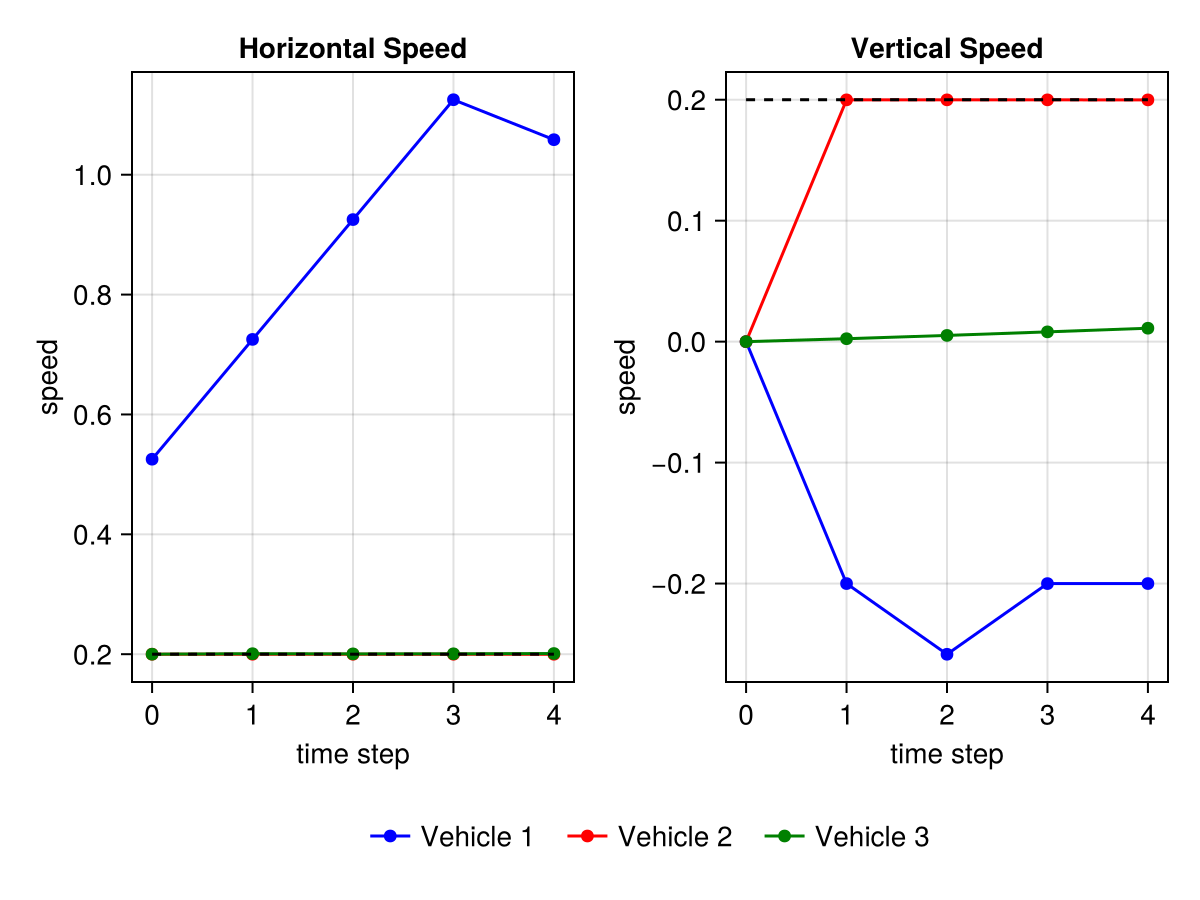 Horizontal Speed
speed
1.0
0.8
0.6
0.4
0.2
0 1 2 3 4
time step
Vertical Speed
speed
0.2
0.1
0.0
−0.1
−0.2
0 1 2 3 4
time step
Vehicle 1 Vehicle 2 Vehicle 3